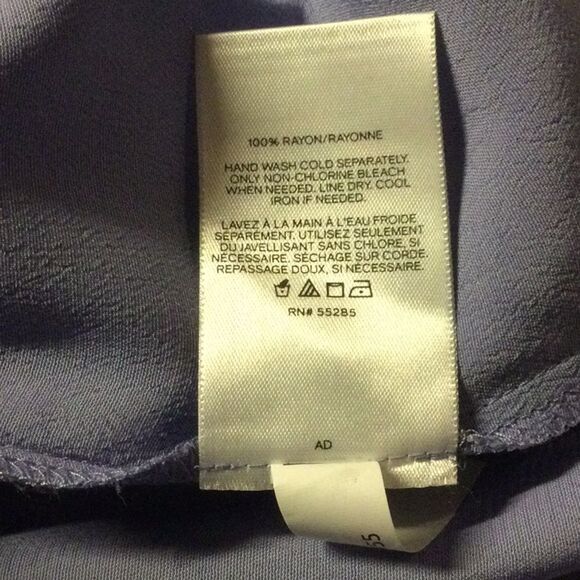 100% RAYON/RAYONNE
HAND WASH COLD SEPARATELY.
ONLY NON-CHLORINE BLEACH
WHEN NEEDED. LINE DRY. COOL
IRON IF NEEDED.
LAVEZ À LA MAIN À L'EAU FROIDE
SÉPARÉMENT. UTILISEZ SEULEMENT
DU JAVELLISANT SANS CHLORE, SI
NÉCESSAIRE. SÉCHAGE SUR CORDE.
REPASSAGE DOUX, SI NÉCESSAIRE.
RN# 55285
AD